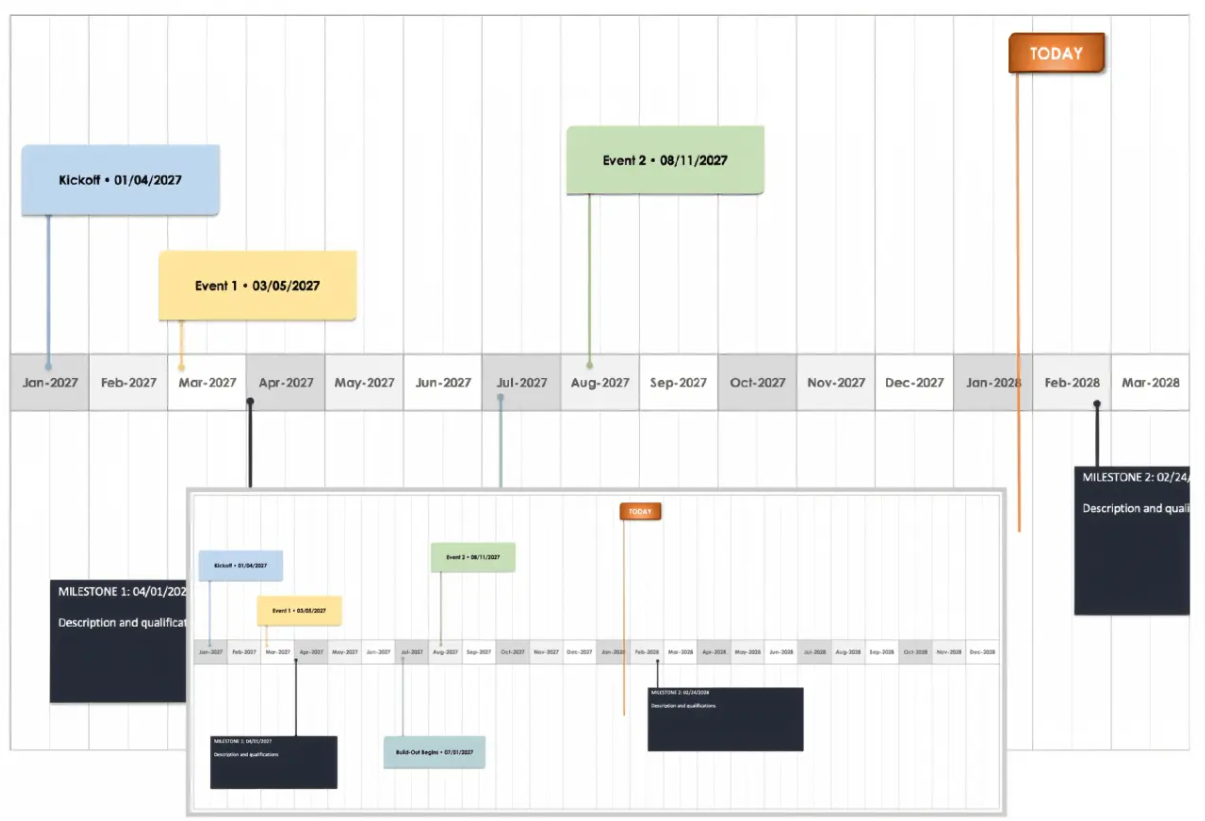 TODAY
Event 2 • 08/11/2027
Kickoff • 01/04/2027
Event 1 • 03/05/2027
Jan-2027 Feb-2027 Mar-2027 Apr-2027 May-2027 Jun-2027 Jul-2027 Aug-2027 Sep-2027 Oct-2027 Nov-2027 Dec-2027 Jan-2028 Feb-2028 Mar-2028
MILESTONE 2: 02/24/
Description and quali
MILESTONE 1: 04/01/202
Description and qualificat
TODAY
Event 2 • 08/11/2027
Kickoff • 01/04/2027
Event 1 • 03/05/2027
Jan-2027 Feb-2027 Mar-2027 Apr-2027 May-2027 Jun-2027 Jul-2027 Aug-2027 Sep-2027 Oct-2027 Nov-2027 Dec-2027 Jan-2028 Feb-2028 Mar-2028 Apr-2028 May-2028 Jun-2028 Jul-2028 Aug-2028 Sep-2028 Oct-2028 Nov-2028 Dec-2028
MILESTONE 2: 02/24/2028
Description and qualifications
MILESTONE 1: 04/01/2027
Description and qualifications
Build-Out Begins • 07/01/2027